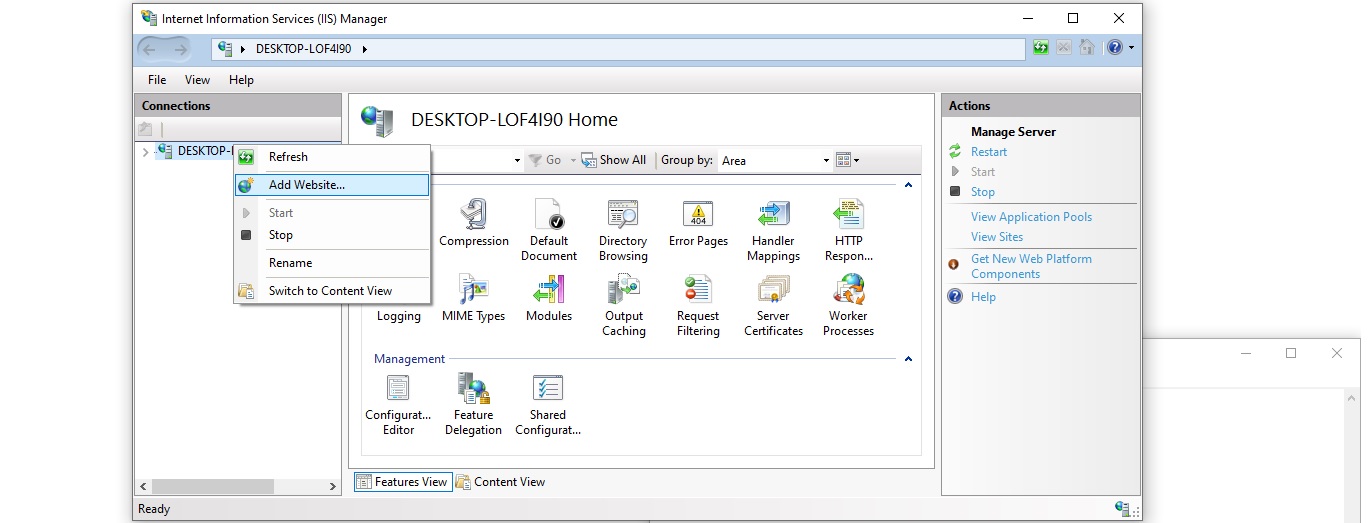 Internet Information Services (IIS) Manager
DESKTOP-LOF4I90
File View Help
Connections
DESKTOP-
Refresh
Add Website...
Start
Stop
Rename
Switch to Content View
DESKTOP-LOF4I90 Home
Go Show All Group by: Area
Compression
Default Document
Directory Browsing
Error Pages
404
Handler Mappings
HTTP Respon...
Logging
MIME Types
Modules
Output Caching
Request Filtering
Server Certificates
Worker Processes
Management
Configurat... Editor
Feature Delegation
Shared Configurat...
Features View Content View
Actions
Manage Server
Restart
Start
Stop
View Application Pools
View Sites
Get New Web Platform
Components
Help
Ready